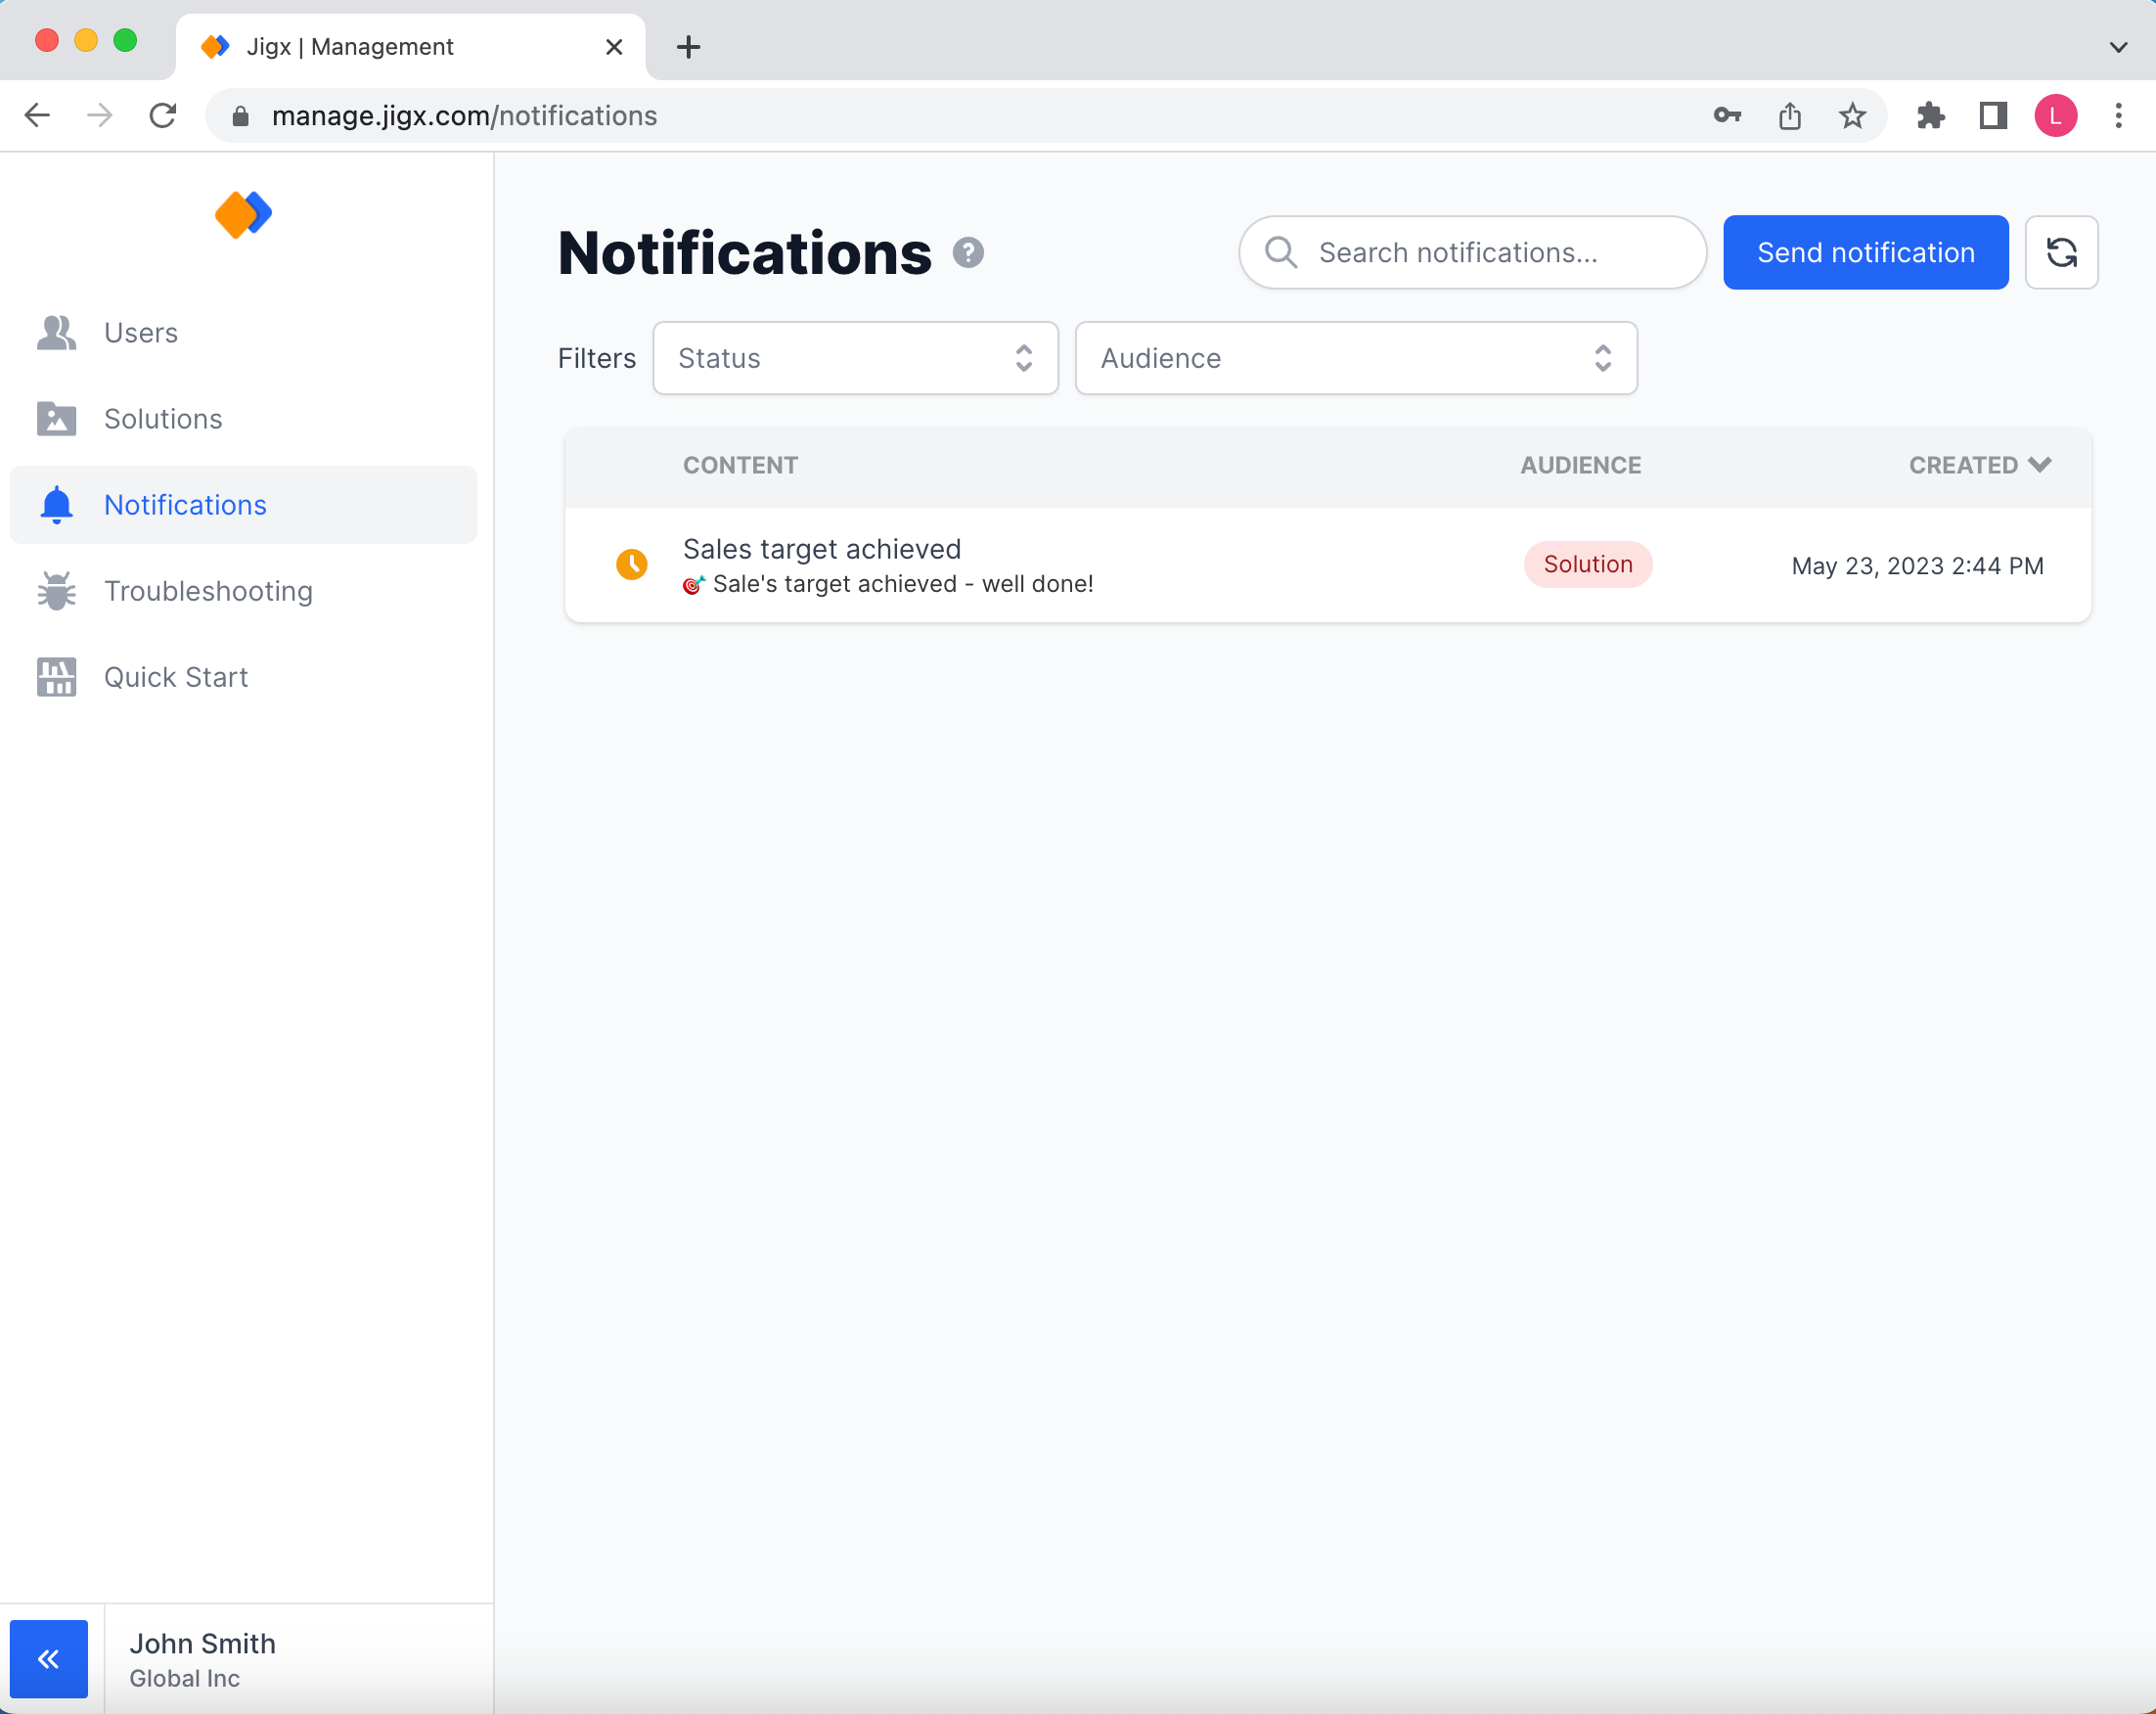 Jigx | Management
manage.jigx.com/notifications
L
Notifications
Search notifications...
Send notification
Users
Solutions
Notifications
Troubleshooting
Quick Start
Filters
Status
Audience
CONTENT
AUDIENCE
CREATED
Sales target achieved
🎯 Sale's target achieved - well done!
Solution
May 23, 2023 2:44 PM
John Smith
Global Inc